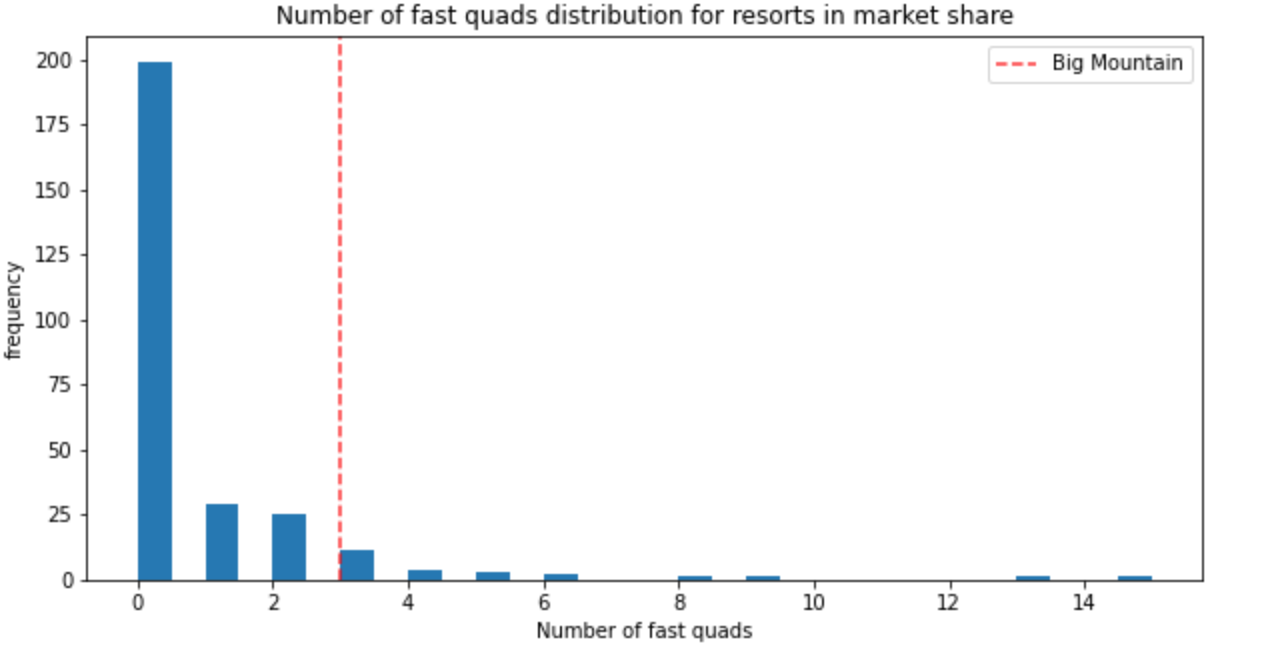 Number of fast quads distribution for resorts in market share
Big Mountain
200
175
150
125
100
75
50
25
0
frequency
0 2 4 6 8 10 12 14
Number of fast quads